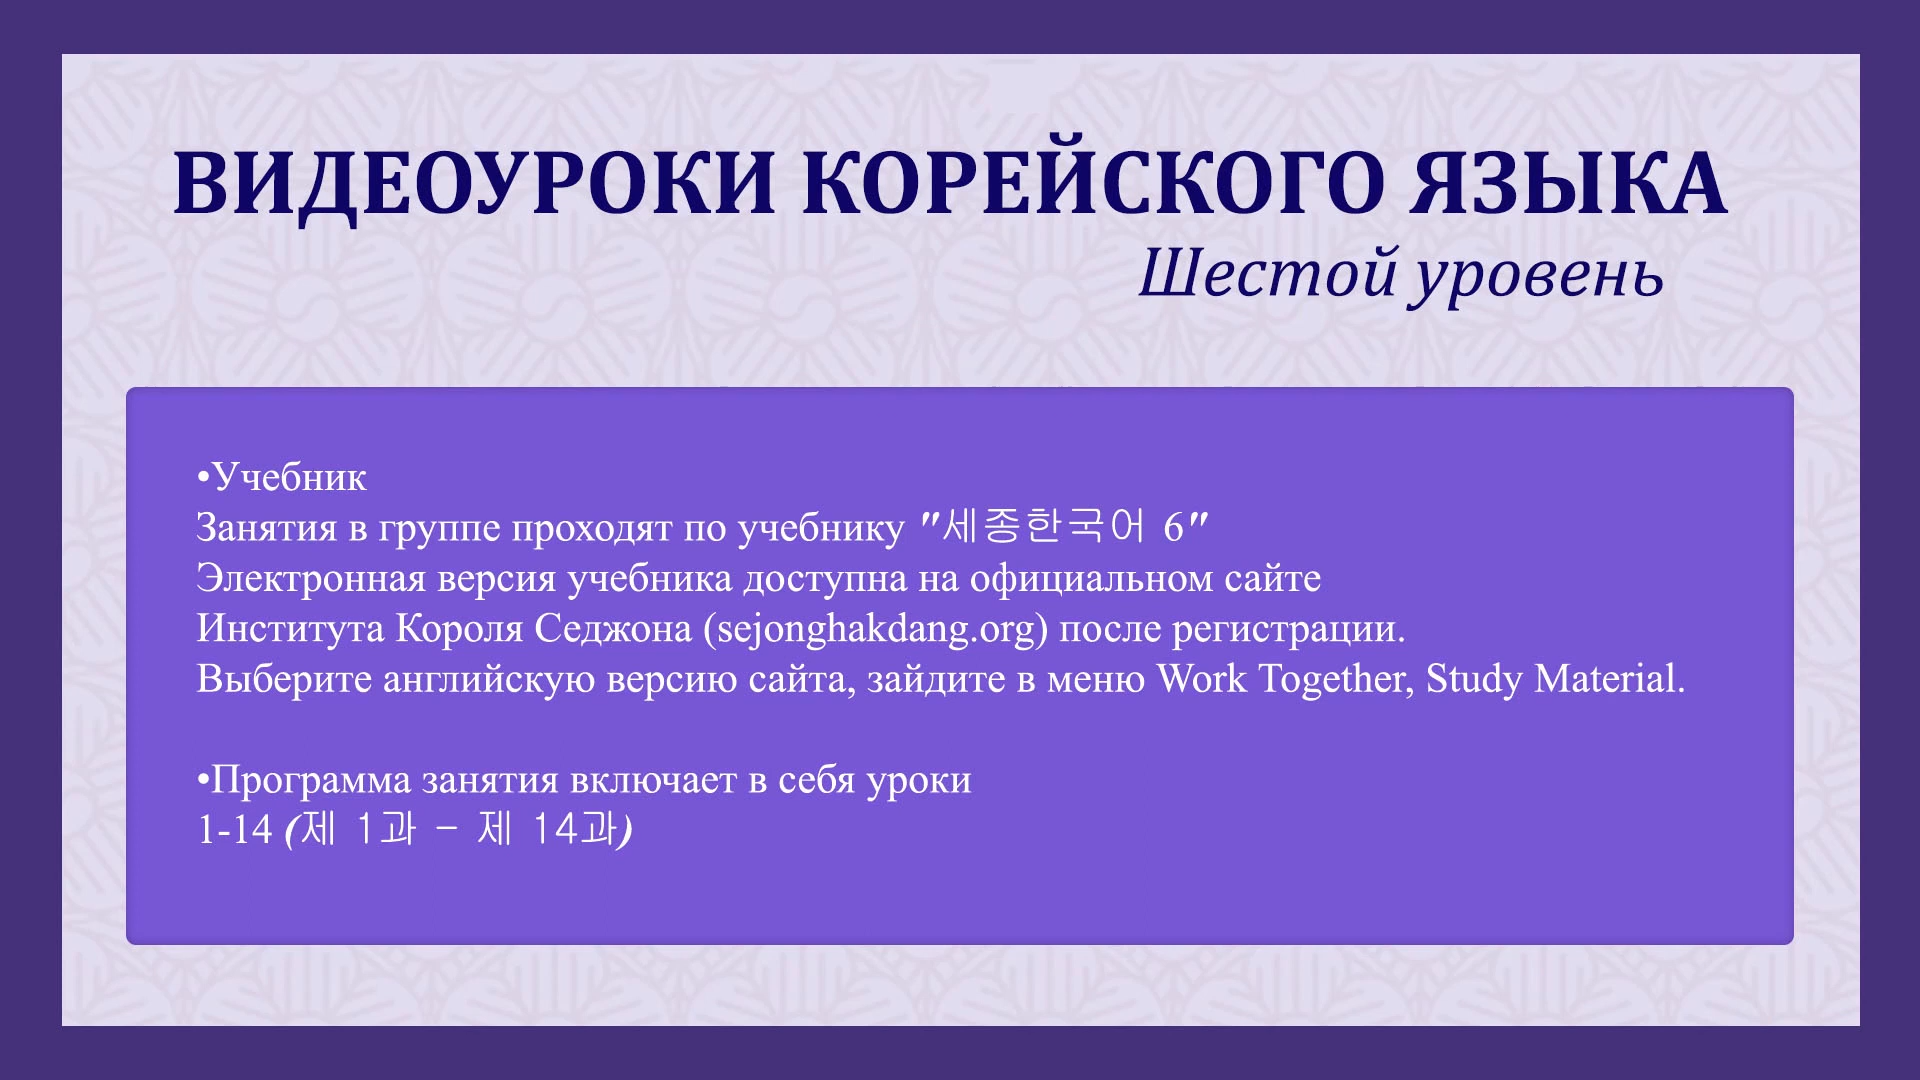 ВИДЕОУРОКИ КОРЕЙСКОГО ЯЗЫКА
Шестой уровень
•Учебник
Занятия в группе проходят по учебнику "세종한국어 6"
Электронная версия учебника доступна на официальном сайте
Института Короля Седжона (sejonghakdang.org) после регистрации.
Выберите английскую версию сайта, зайдите в меню Work Together, Study Material.
•Программа занятия включает в себя уроки
1-14 (제 1과 – 제 14과)